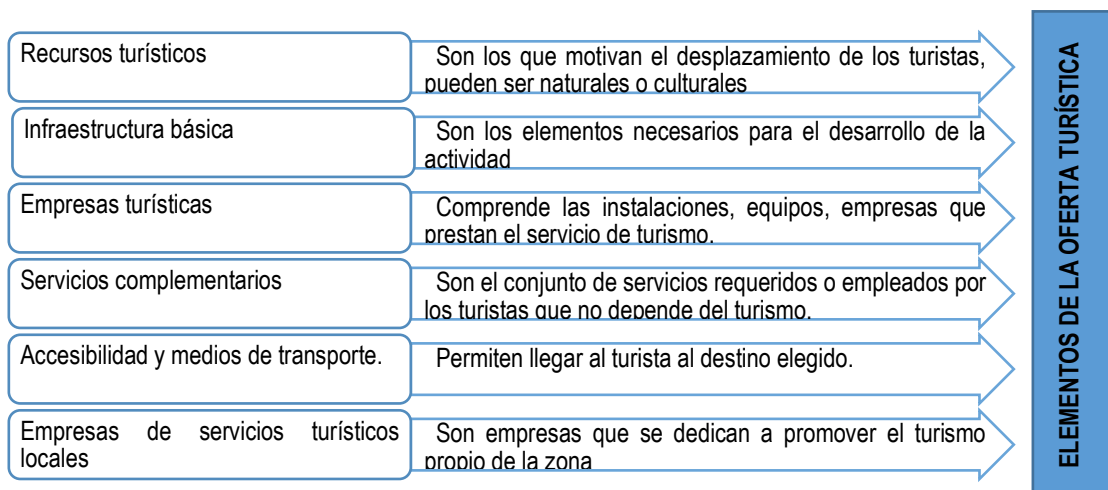 Recursos turísticos
Son los que motivan el desplazamiento de los turistas,
pueden ser naturales o culturales
Infraestructura básica
Son los elementos necesarios para el desarrollo de la
actividad
Empresas turísticas
Comprende las instalaciones, equipos, empresas que
prestan el servicio de turismo.
Servicios complementarios
Son el conjunto de servicios requeridos o empleados por
los turistas que no depende del turismo.
Accesibilidad y medios de transporte.
Permiten llegar al turista al destino elegido.
Empresas de servicios turísticos
locales
Son empresas que se dedican a promover el turismo
propio de la zona
ELEMENTOS DE LA OFERTA TURÍSTICA